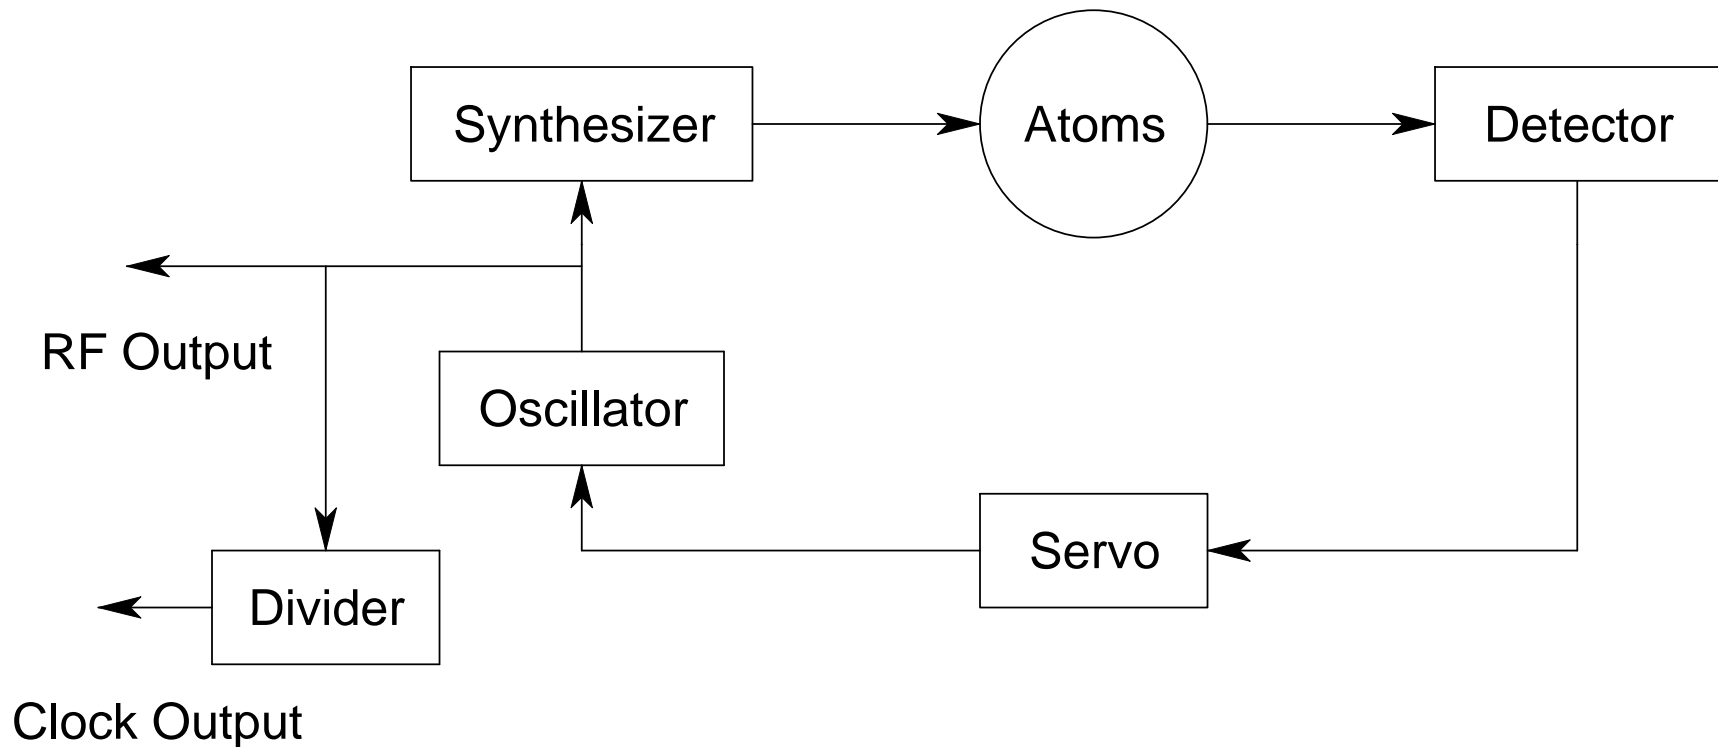 Synthesizer
Atoms
Detector
RF Output
Oscillator
Servo
Divider
Clock Output